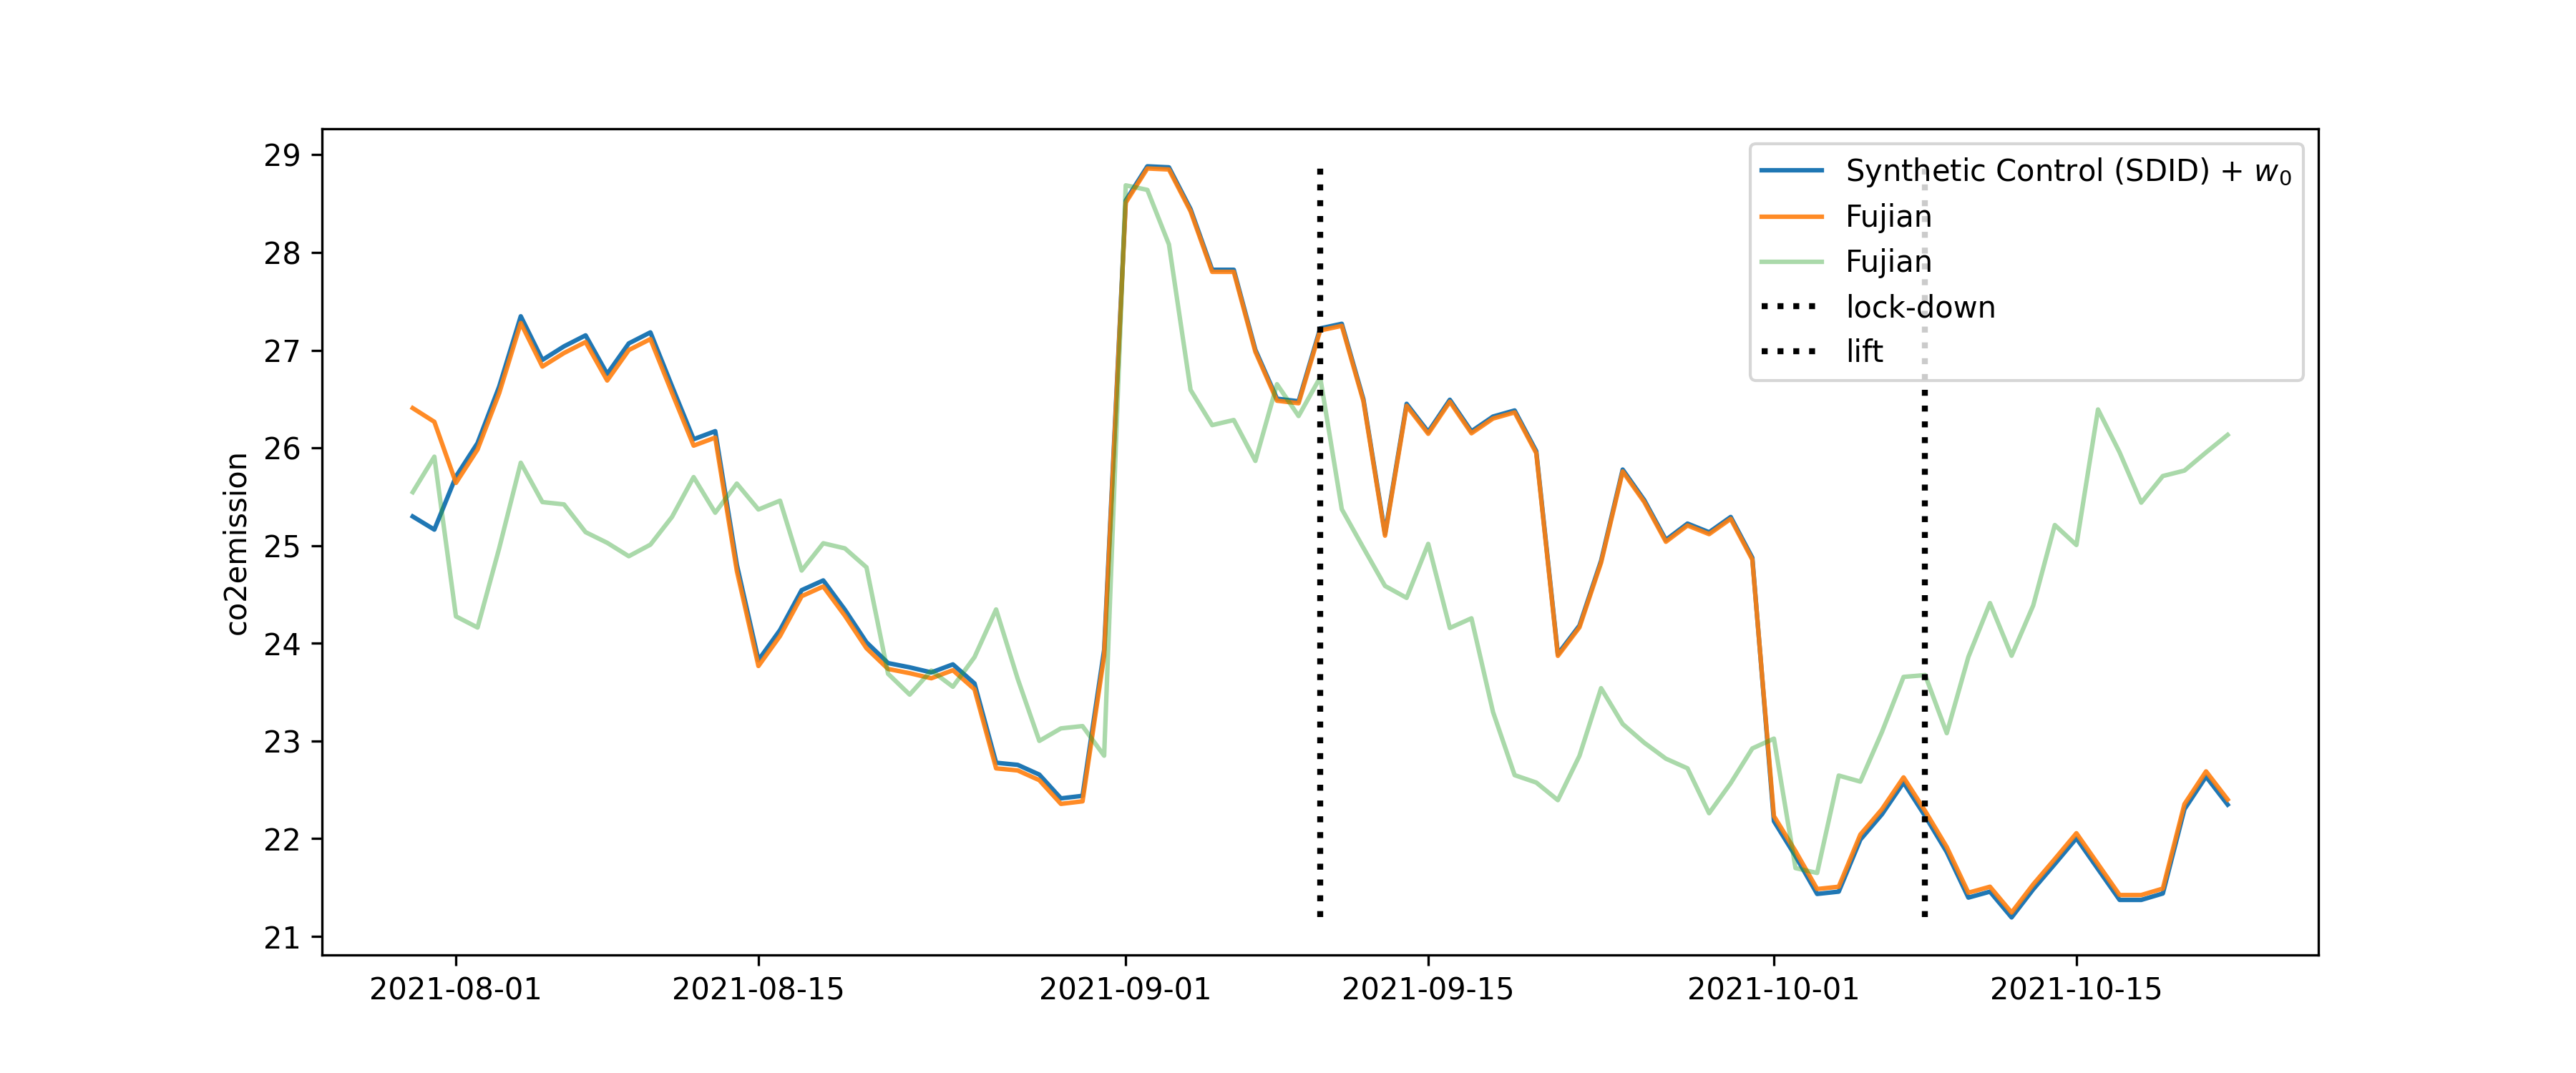 29
28
27
26
25
24
23
22
21
co2emission
Synthetic Control (SDID) + w₀
Fujian
Fujian
lock-down
lift
2021-08-01
2021-08-15
2021-09-01
2021-09-15
2021-10-01
2021-10-15